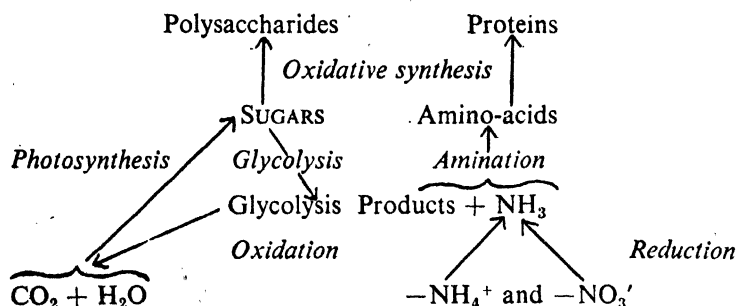 Polysaccharides Proteins
Oxidative synthesis
SUGARS Amino-acids
Photosynthesis Glycolysis Amination
Glycolysis Products + NH₃
Oxidation Reduction
CO₂ + H₂O −NH₄⁺ and −NO₃′